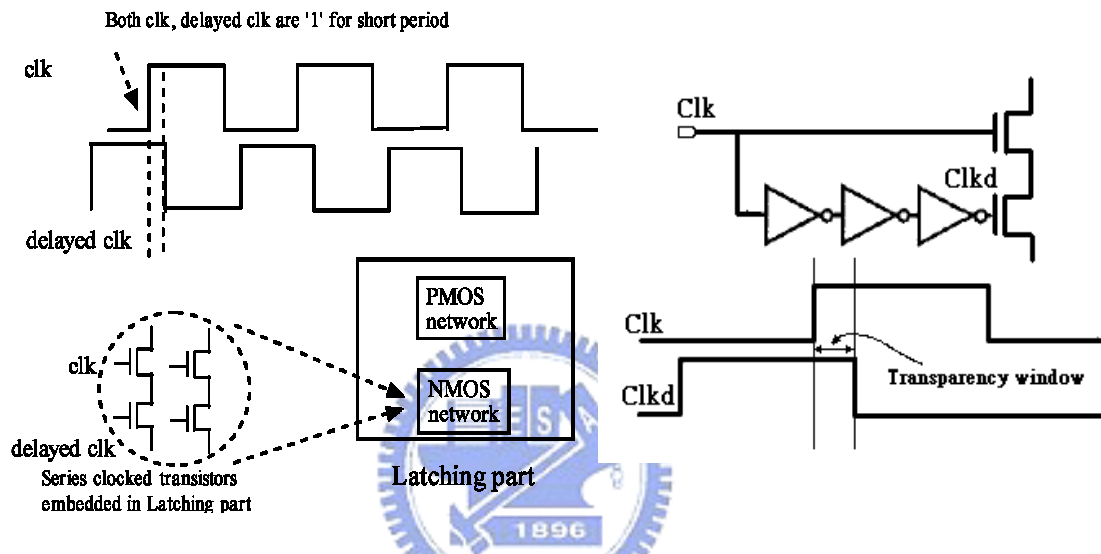 Both clk, delayed clk are '1' for short period
clk
delayed clk
PMOS
network
NMOS
network
clk
delayed clk
Series clocked transistors
embedded in Latching part
Latching part
Clk
Clkd
Clk
Transparency window
Clkd
E S A
1896